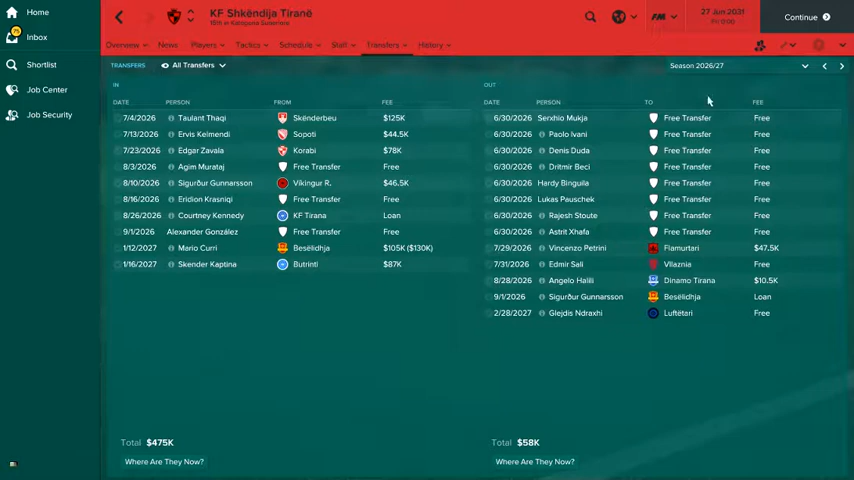 Home
Inbox
75
Shortlist
Job Center
Job Security
KF Shkëndija Tiranë
27 Jun 2031
Continue
Overview
News
Players
Tactics
Schedule
Staff
Transfers
History
TRANSFERS
All Transfers
Season 2026/27
IN
DATE PERSON FROM FEE
7/4/2026 Taulant Thaqi Skënderbeu $125K
7/13/2026 Ervis Kelmendi Sopoti $44.5K
7/23/2026 Edgar Zavala Korabi $78K
8/3/2026 Agim Murataj Free Transfer Free
8/10/2026 Sigurður Gunnarsson Víkingur R. $46.5K
8/16/2026 Eridion Krasniqi Free Transfer Free
8/26/2026 Courtney Kennedy KF Tirana Loan
9/1/2026 Alexander González Free Transfer Free
1/12/2027 Mario Curri Besëlidhja $105K ($130K)
1/16/2027 Skender Kaptina Butrinti $87K
Total $475K
Where Are They Now?
OUT
DATE PERSON TO FEE
6/30/2026 Serxhio Mukja Free Transfer Free
6/30/2026 Paolo Ivani Free Transfer Free
6/30/2026 Denis Duda Free Transfer Free
6/30/2026 Dritmir Beci Free Transfer Free
6/30/2026 Hardy Binguila Free Transfer Free
6/30/2026 Lukas Pauschek Free Transfer Free
6/30/2026 Rajesh Stoute Free Transfer Free
6/30/2026 Astrit Xhafa Free Transfer Free
7/29/2026 Vincenzo Petrini Flamurtari $47.5K
7/31/2026 Edmir Sali Vllaznia Free
8/28/2026 Angelo Halili Dinamo Tirana $10.5K
9/1/2026 Sigurður Gunnarsson Besëlidhja Loan
2/28/2027 Glejdis Ndraxhi Luftëtari Free
Total $58K
Where Are They Now?